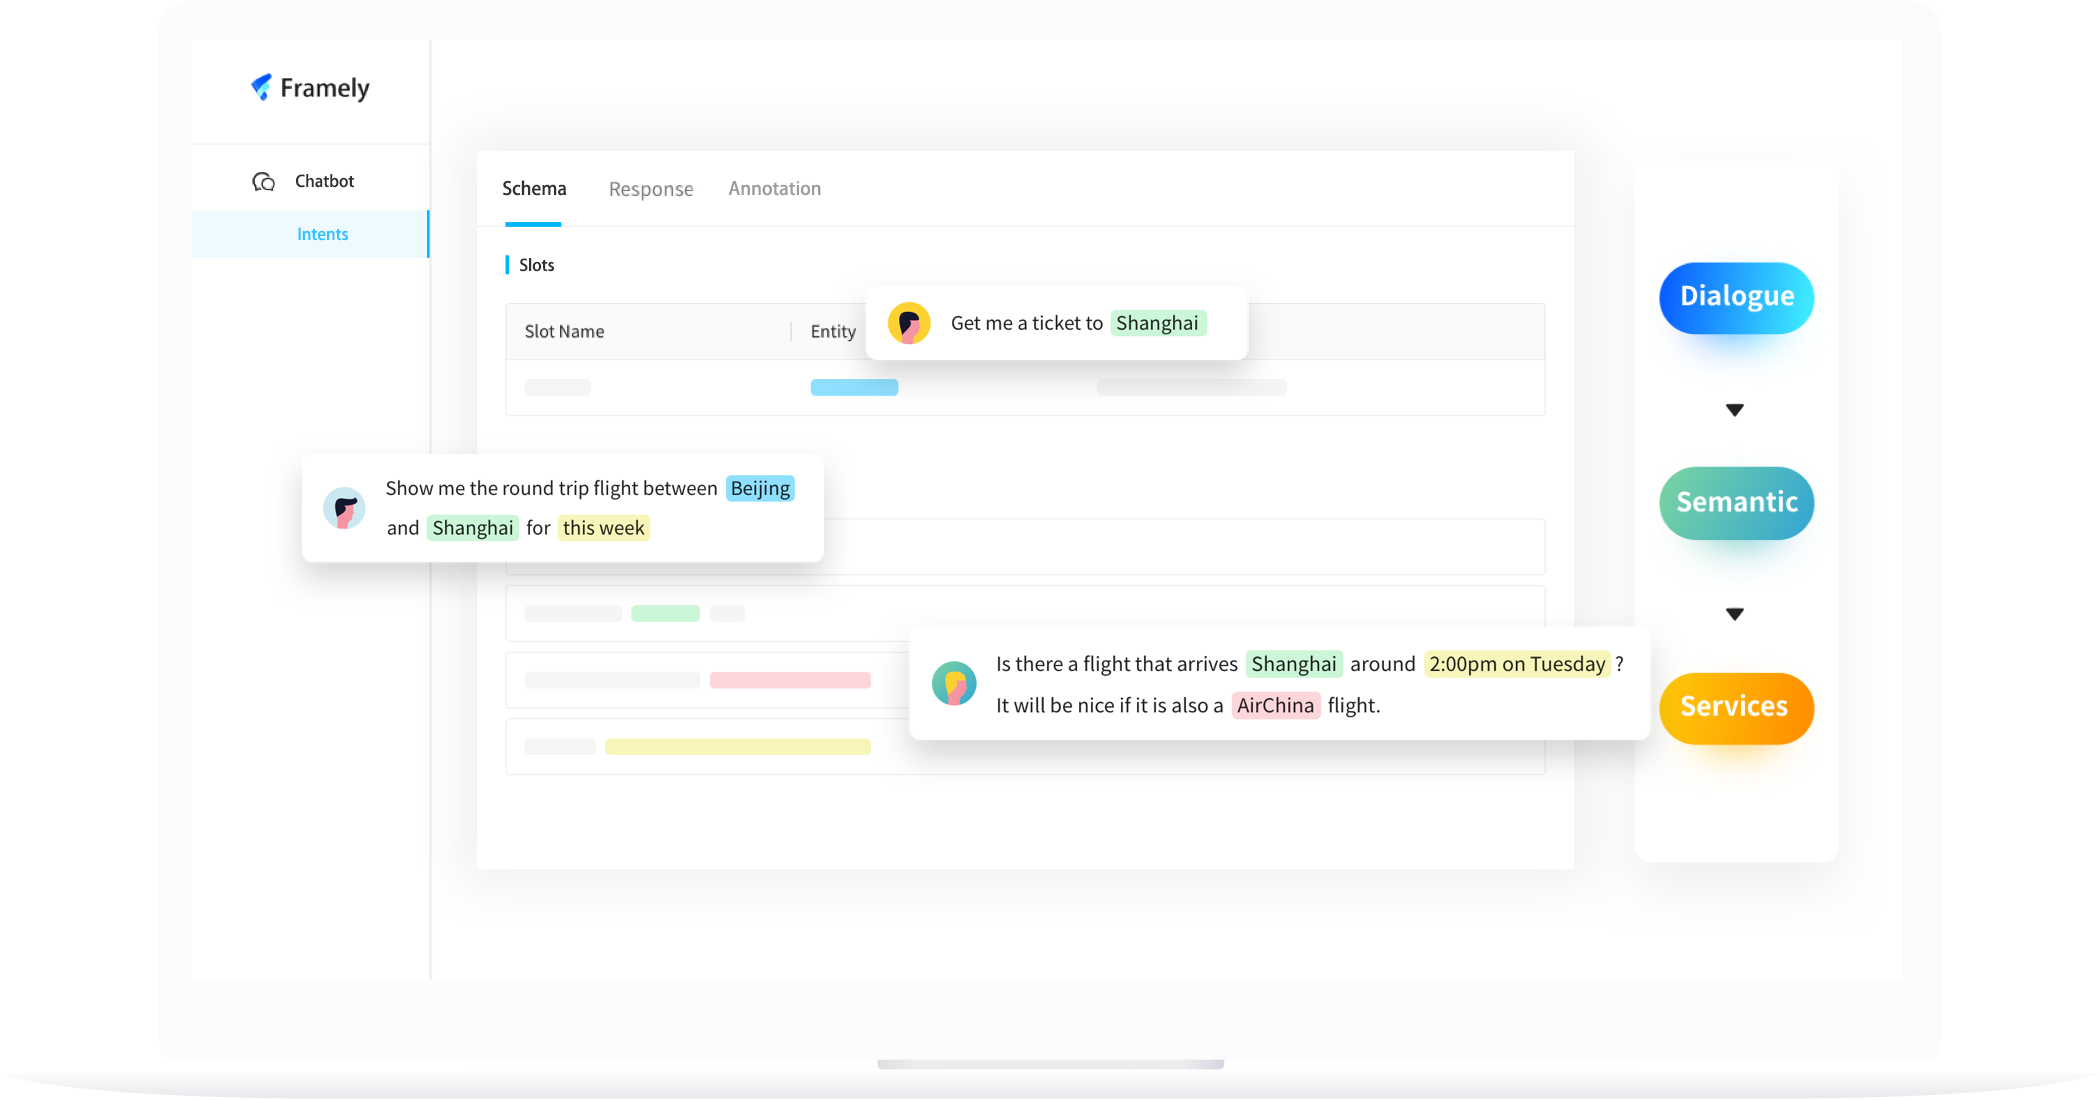 Framely
Chatbot
Intents
Schema
Response
Annotation
Slots
Slot Name
Entity
Get me a ticket to Shanghai
Show me the round trip flight between Beijing
and Shanghai for this week
Is there a flight that arrives Shanghai around 2:00pm on Tuesday ?
It will be nice if it is also a AirChina flight.
Dialogue
Semantic
Services